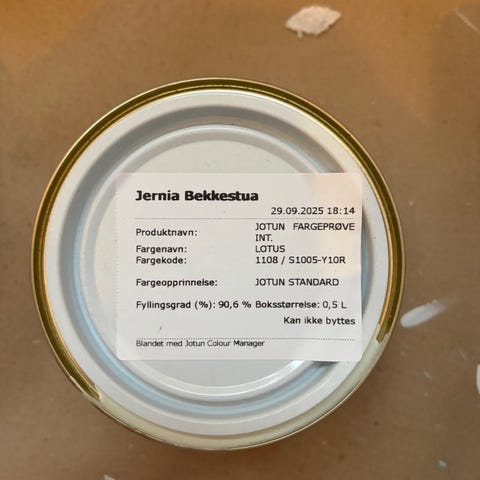 Jernia Bekkestua
29.09.2025 18:14
Produktnavn: JOTUN FARGEPRØVE
INT.
Fargenavn: LOTUS
Fargekode: 1108 / S1005-Y10R
Fargeopprinnelse: JOTUN STANDARD
Fyllingsgrad (%): 90,6 % Boksstørrelse: 0,5 L
Kan ikke byttes
Blandet med Jotun Colour Manager